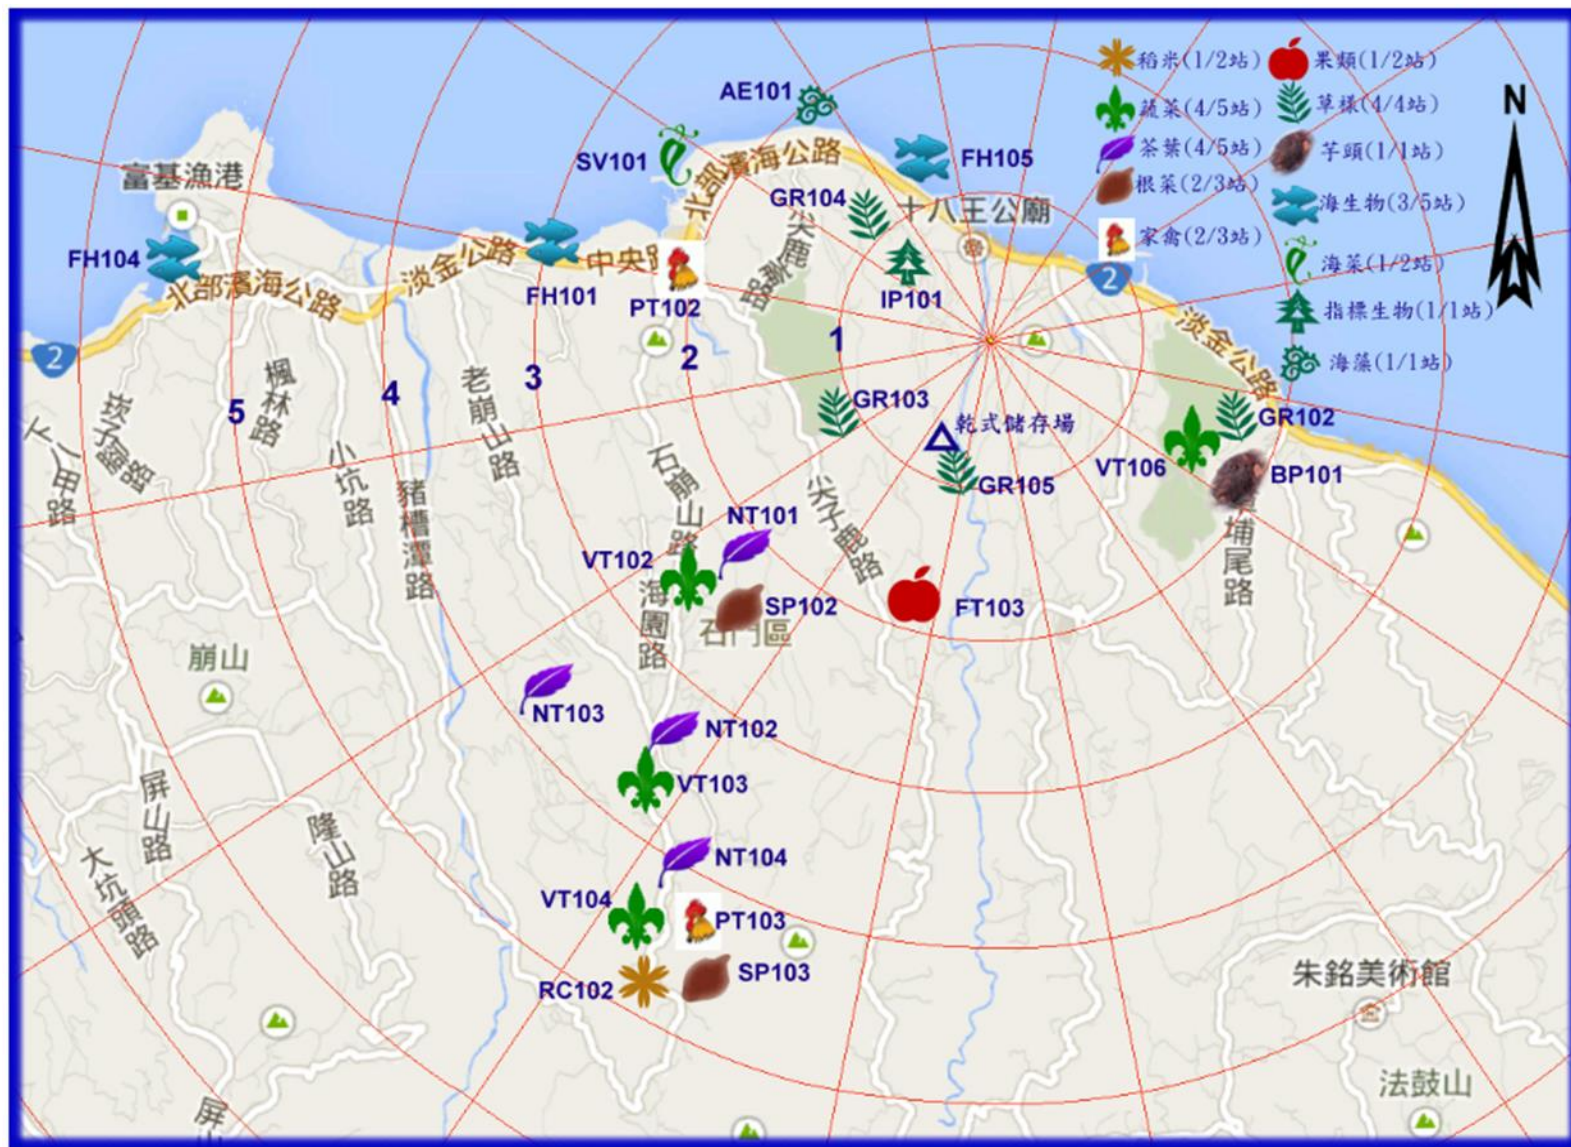 AE101
稻米(1/2站)
果類(1/2站)
N
蔬菜(4/5站)
草樣(4/4站)
SV101
北部濱海公路
FH105
茶葉(4/5站)
芋頭(1/1站)
富基漁港
根菜(2/3站)
GR104
十八王公廟
海生物(3/5站)
尖鹿路
家禽(2/3站)
FH104
淡金公路
中央路
海菜(1/2站)
2
北部濱海公路
FH101
PT102
IP101
指標生物(1/1站)
淡金公路
1
2
海藻(1/1站)
2
3
4
5
楓林路
老崩山路
崁子腳路
GR103
GR102
乾式儲存場
下八甲路
小坑路
石崩山路
VT106
BP101
GR105
豬槽潭路
尖子鹿路
NT101
埔尾路
VT102
海園路
SP102
FT103
石門區
崩山
NT103
NT102
VT103
屏山路
隆山路
大坑頭路
NT104
VT104
PT103
RC102
SP103
朱銘美術館
法鼓山
屏山